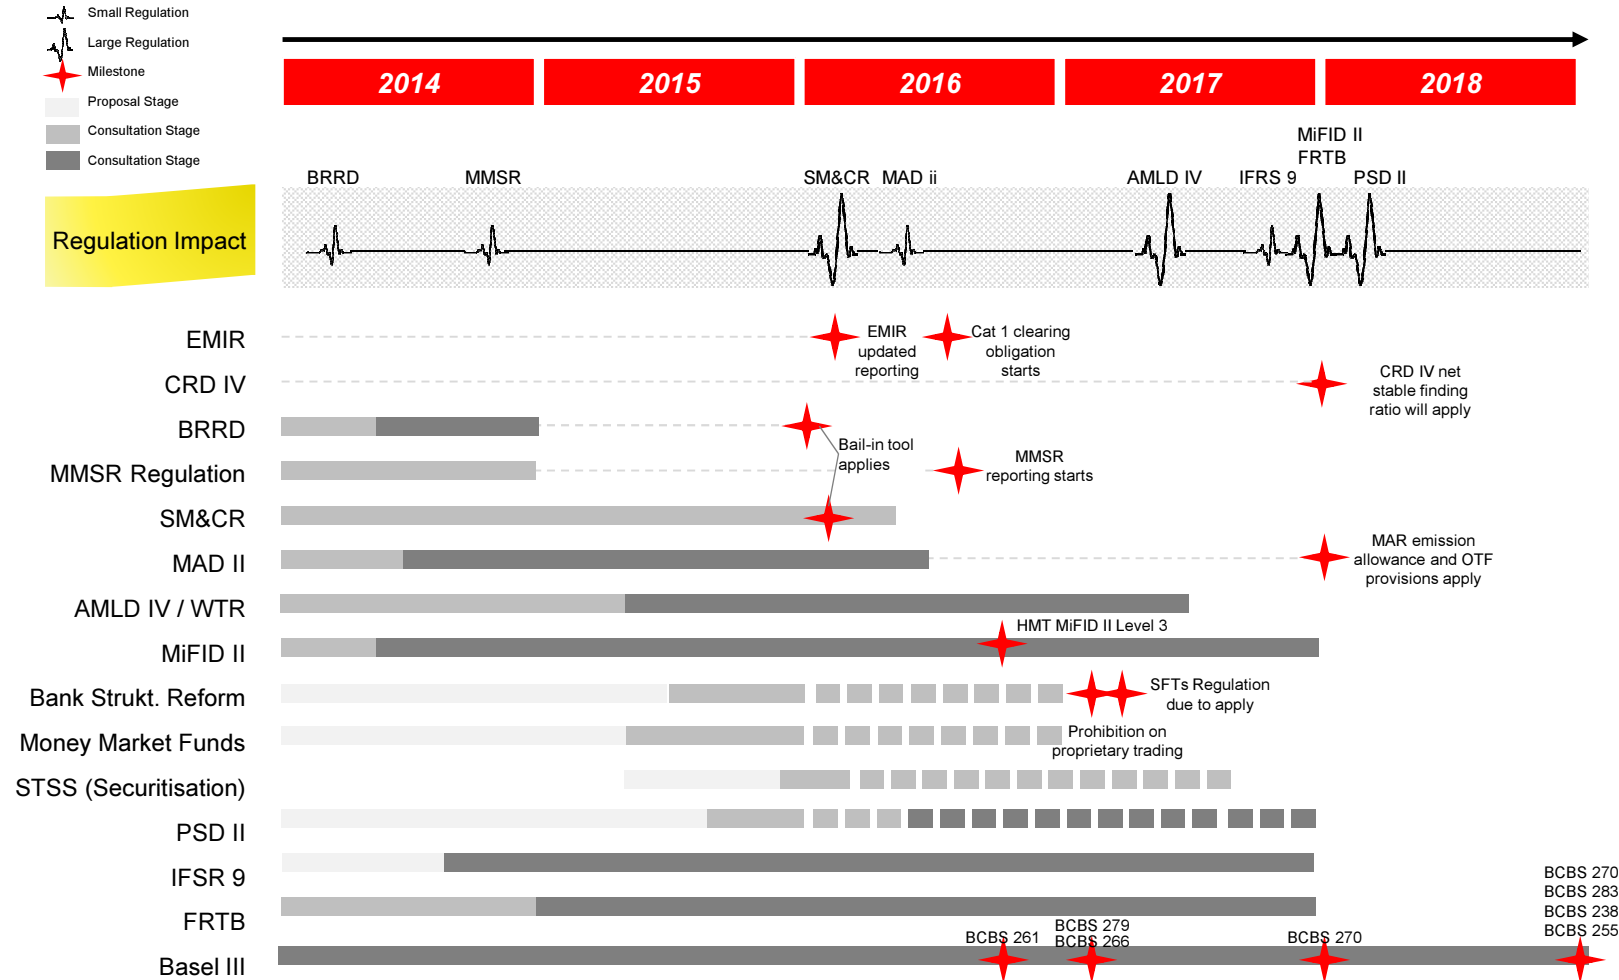 Small Regulation
Large Regulation
Milestone
Proposal Stage
Consultation Stage
Consultation Stage
2014
2015
2016
2017
2018
MiFID II
FRTB
BRRD
MMSR
SM&CR
MAD ii
AMLD IV
IFRS 9
PSD II
Regulation Impact
EMIR
EMIR
updated
reporting
Cat 1 clearing
obligation
starts
CRD IV
CRD IV net
stable finding
ratio will apply
BRRD
Bail-in tool
applies
MMSR Regulation
MMSR
reporting starts
SM&CR
MAD II
MAR emission
allowance and OTF
provisions apply
AMLD IV / WTR
MiFID II
HMT MiFID II Level 3
Bank Strukt. Reform
SFTs Regulation
due to apply
Money Market Funds
Prohibition on
proprietary trading
STSS (Securitisation)
PSD II
IFSR 9
FRTB
Basel III
BCBS 261
BCBS 279
BCBS 266
BCBS 270
BCBS 270
BCBS 283
BCBS 238
BCBS 255